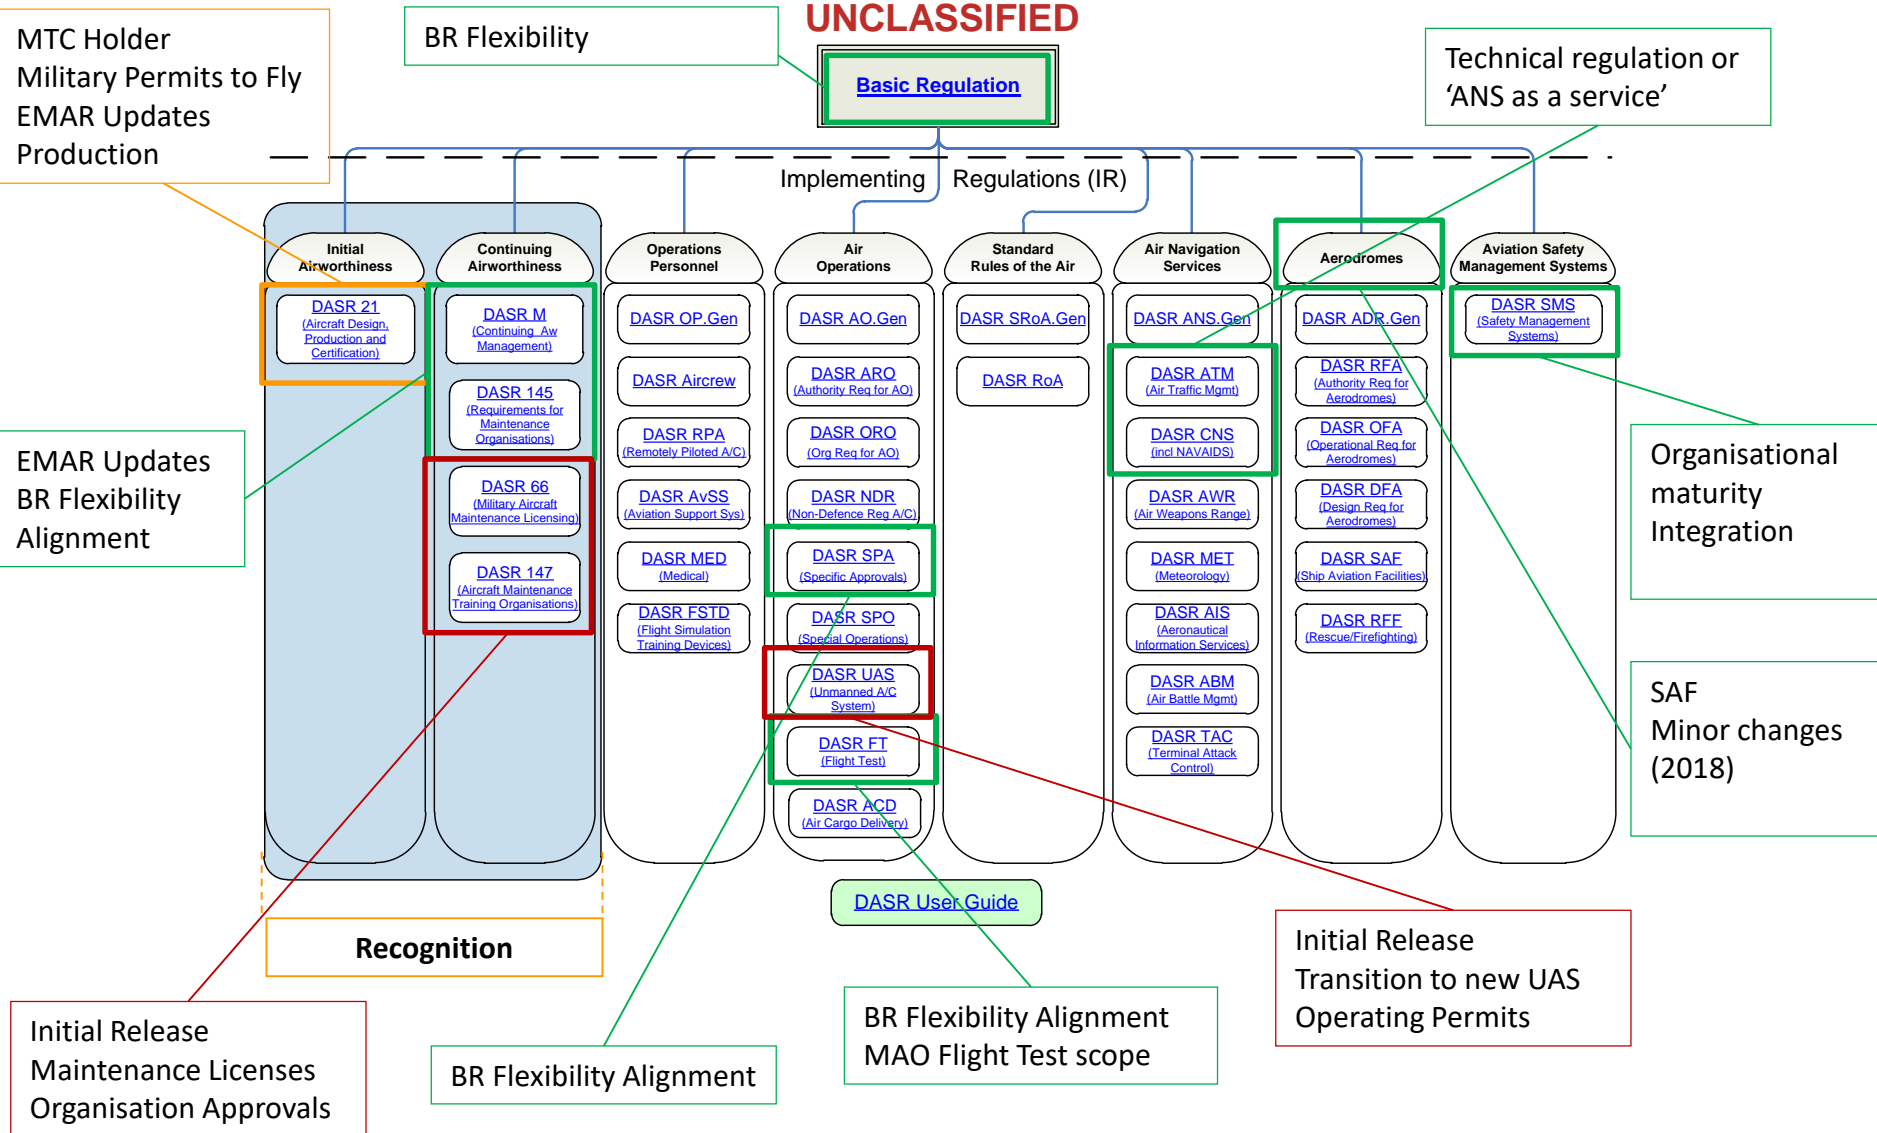 UNCLASSIFIED
MTC Holder
Military Permits to Fly
EMAR Updates
Production
BR Flexibility
Basic Regulation
Technical regulation or
‘ANS as a service’
Implementing Regulations (IR)
Initial
Airworthiness
DASR 21
(Aircraft Design,
Production and
Certification)
Continuing
Airworthiness
DASR M
(Continuing Aw
Management)
DASR 145
(Requirements for
Maintenance
Organisations)
DASR 66
(Military Aircraft
Maintenance Licensing)
DASR 147
(Aircraft Maintenance
Training Organisations)
Operations
Personnel
DASR OP.Gen
DASR Aircrew
DASR RPA
(Remotely Piloted A/C)
DASR AvSS
(Aviation Support Sys)
DASR MED
(Medical)
DASR FSTD
(Flight Simulation
Training Devices)
Air
Operations
DASR AO.Gen
DASR ARO
(Authority Req for AO)
DASR ORO
(Org Req for AO)
DASR NDR
(Non-Defence Reg A/C)
DASR SPA
(Specific Approvals)
DASR SPO
(Special Operations)
DASR UAS
(Unmanned A/C
System)
DASR FT
(Flight Test)
DASR ACD
(Air Cargo Delivery)
Standard
Rules of the Air
DASR SRoA.Gen
DASR RoA
Air Navigation
Services
DASR ANS.Gen
DASR ATM
(Air Traffic Mgmt)
DASR CNS
(incl NAVAIDS)
DASR AWR
(Air Weapons Range)
DASR MET
(Meteorology)
DASR AIS
(Aeronautical
Information Services)
DASR ABM
(Air Battle Mgmt)
DASR TAC
(Terminal Attack
Control)
Aerodromes
DASR ADR.Gen
DASR RFA
(Authority Req for
Aerodromes)
DASR OFA
(Operational Req for
Aerodromes)
DASR DFA
(Design Req for
Aerodromes)
DASR SAF
(Ship Aviation Facilities)
DASR RFF
(Rescue/Firefighting)
Aviation Safety
Management Systems
DASR SMS
(Safety Management
Systems)
EMAR Updates
BR Flexibility
Alignment
Organisational
maturity
Integration
SAF
Minor changes
(2018)
DASR User Guide
Recognition
Initial Release
Maintenance Licenses
Organisation Approvals
BR Flexibility Alignment
BR Flexibility Alignment
MAO Flight Test scope
Initial Release
Transition to new UAS
Operating Permits